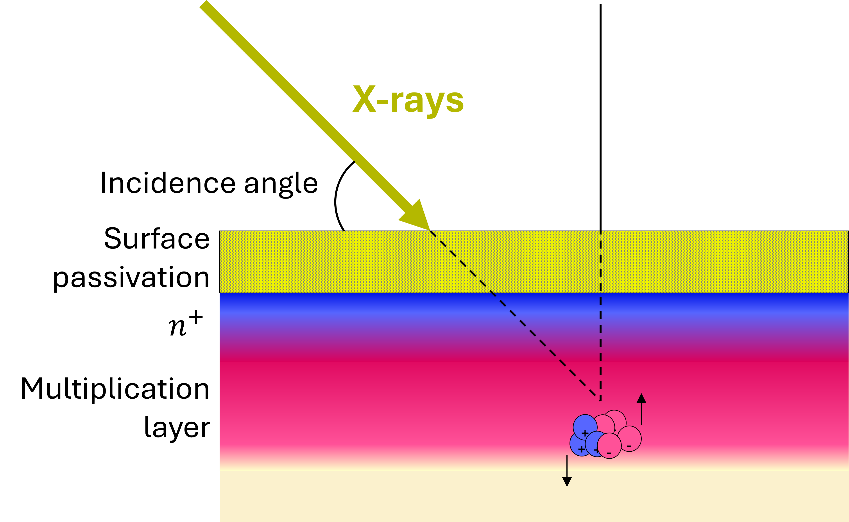 X-rays
Incidence angle
Surface
passivation
n⁺
Multiplication
layer
+
+ + -
-